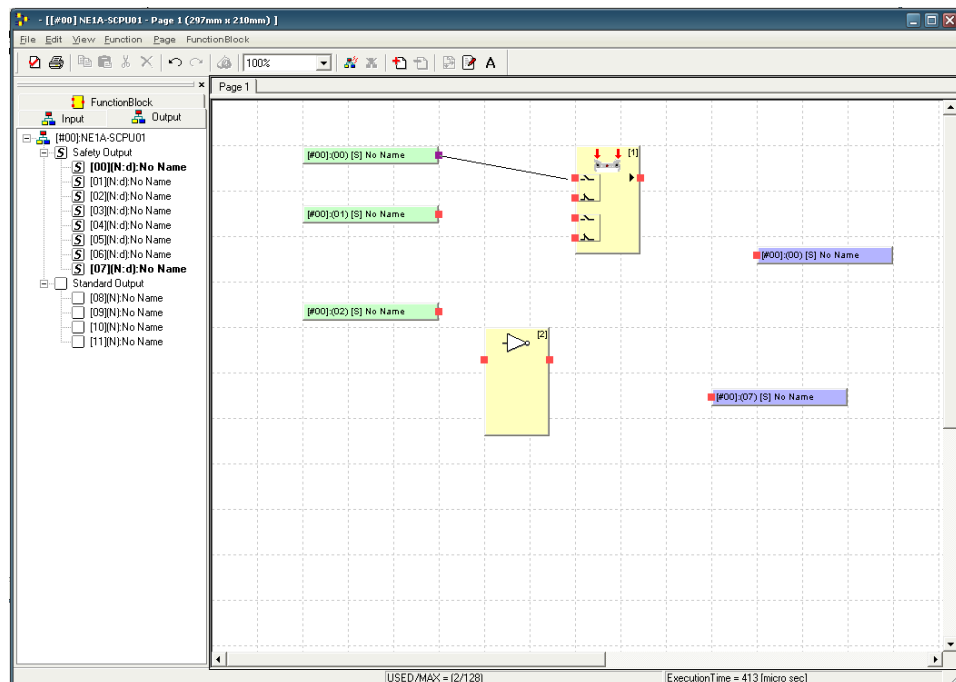 - [[#00] NE1A-SCPU01 - Page 1 (297mm x 210mm) ]
File Edit View Function Page FunctionBlock
100%
A
Page 1
FunctionBlock
Input Output
[#00]:NE1A-SCPU01
S Safety Output
S [00](N:d):No Name
S [01](N:d):No Name
S [02](N:d):No Name
S [03](N:d):No Name
S [04](N:d):No Name
S [05](N:d):No Name
S [06](N:d):No Name
S [07](N:d):No Name
Standard Output
[08](N):No Name
[09](N):No Name
[10](N):No Name
[11](N):No Name
[#00]:(00) [S] No Name
[1]
[#00]:(01) [S] No Name
[#00]:(00) [S] No Name
[#00]:(02) [S] No Name
[2]
[#00]:(07) [S] No Name
USED/MAX = (2/128)
ExecutionTime = 413 [micro sec]